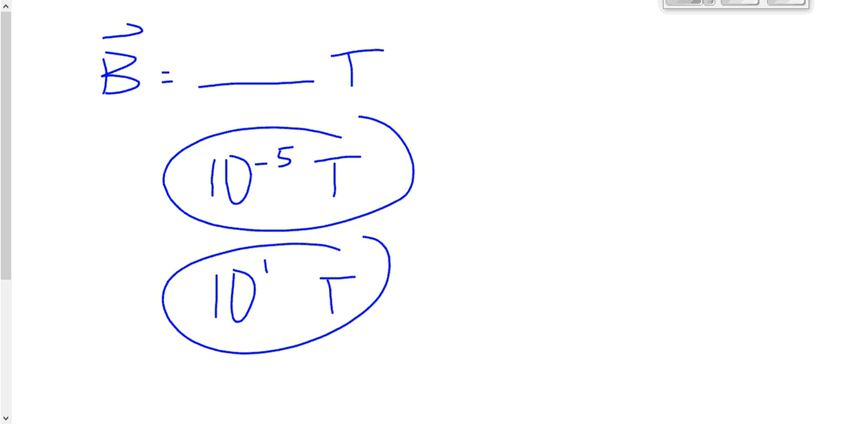 B⃗ = ____ T
10⁻⁵ T
10¹ T